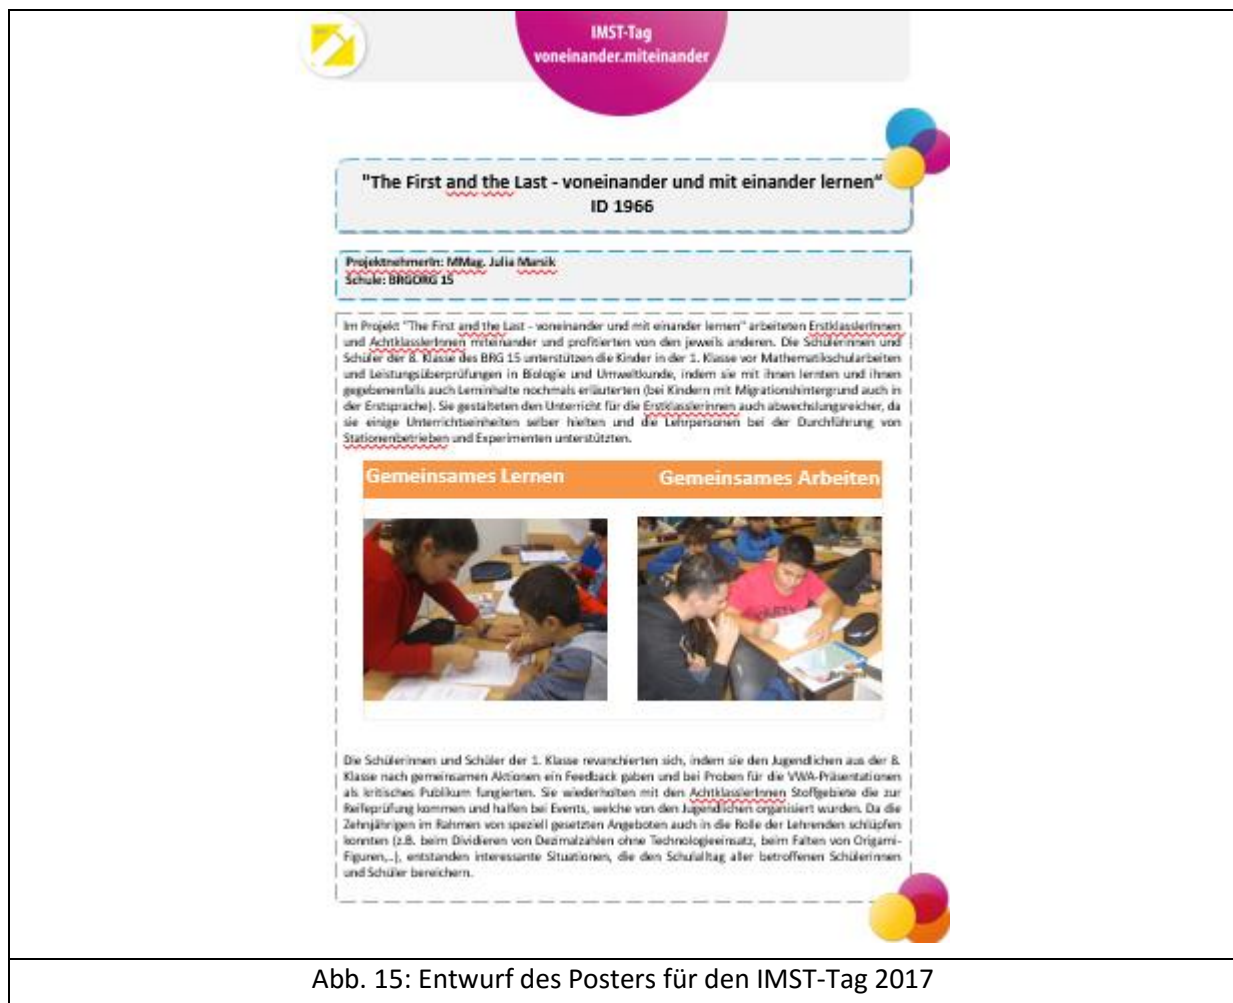 IMST-Tag
voneinander.miteinander
"The First and the Last - voneinander und mit einander lernen“
ID 1966
ProjektnehmerIn: MMag. Julia Marsik
Schule: BRGORG 15
Im Projekt "The First and the Last - voneinander und mit einander lernen" arbeiteten ErstklasslerInnen
und AchtklasslerInnen miteinander und profitierten von den jeweils anderen. Die Schülerinnen und
Schüler der 8. Klasse des BRG 15 unterstützen die Kinder in der 1. Klasse vor Mathematikschularbeiten
und Leistungsüberprüfungen in Biologie und Umweltkunde, indem sie mit ihnen lernten und ihnen
gegebenenfalls auch Lerninhalte nochmals erläuterten (bei Kindern mit Migrationshintergrund auch in
der Erstsprache). Sie gestalteten den Unterricht für die ErstklasslerInnen auch abwechslungsreicher, da
sie einige Unterrichtseinheiten selber hielten und die Lehrpersonen bei der Durchführung von
Stationenbetrieben und Experimenten unterstützten.
Gemeinsames Lernen
Gemeinsames Arbeiten
Die Schülerinnen und Schüler der 1. Klasse revanchierten sich, indem sie den Jugendlichen aus der 8.
Klasse nach gemeinsamen Aktionen ein Feedback gaben und bei Proben für die VWA-Präsentationen
als kritisches Publikum fungierten. Sie wiederholten mit den AchtklasslerInnen Stoffgebiete die zur
Reifeprüfung kommen und halfen bei Events, welche von den Jugendlichen organisiert wurden. Da die
Zehnjährigen im Rahmen von speziell gesetzten Angeboten auch in die Rolle der Lehrenden schlüpfen
konnten (z.B. beim Dividieren von Dezimalzahlen ohne Technologieeinsatz, beim Falten von Origami-
Figuren,..), entstanden interessante Situationen, die den Schulalltag aller betroffenen Schülerinnen
und Schüler bereichern.
Abb. 15: Entwurf des Posters für den IMST-Tag 2017